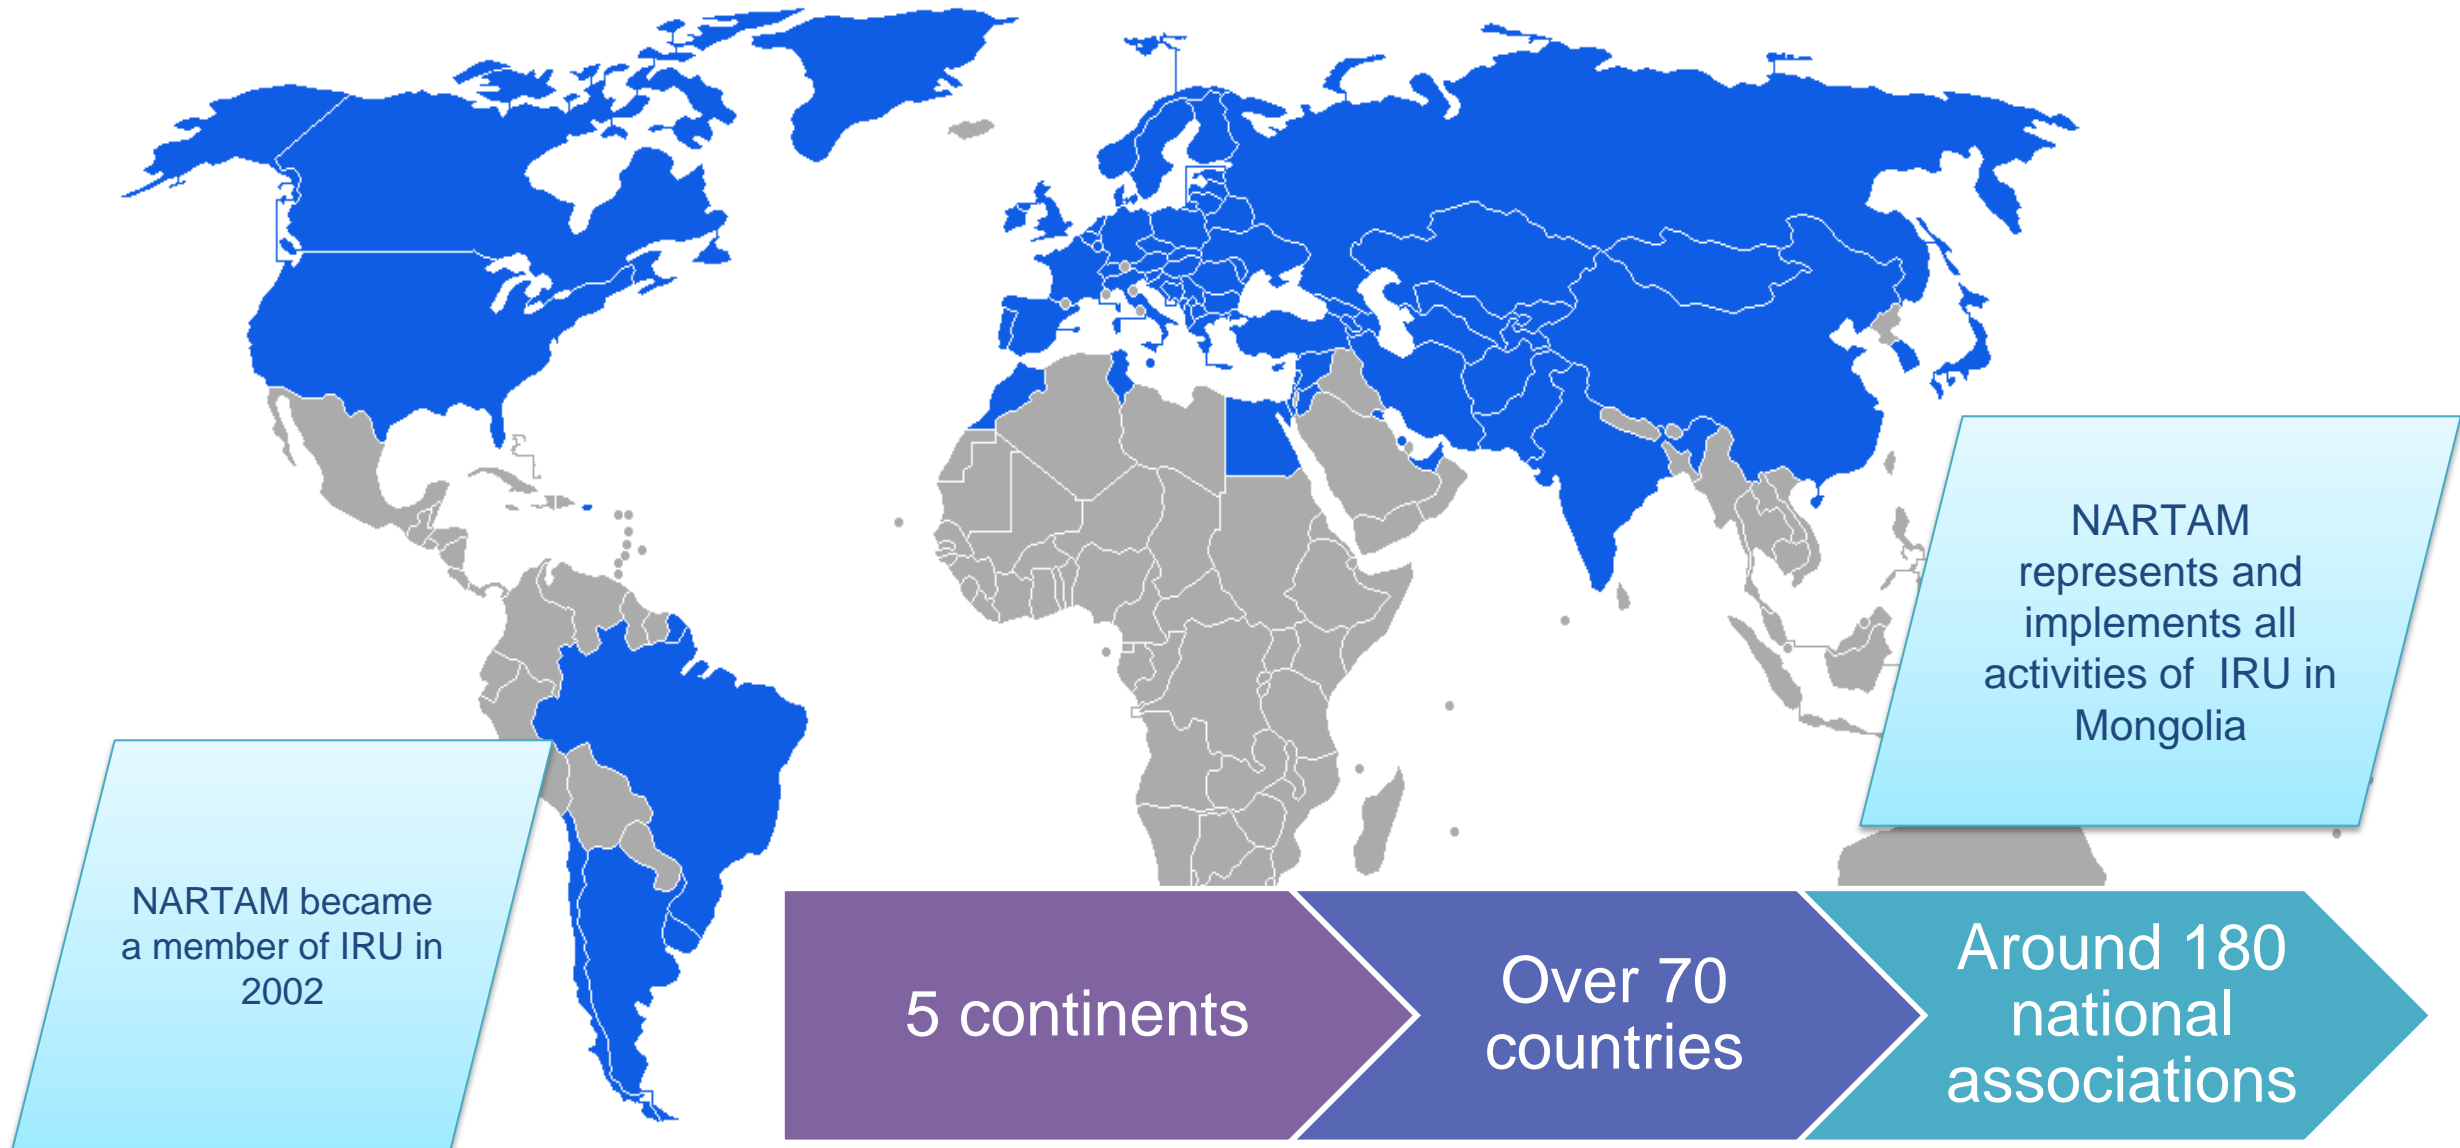 NARTAM
represents and
implements all
activities of IRU in
Mongolia
NARTAM became
a member of IRU in
2002
5 continents
Over 70
countries
Around 180
national
associations